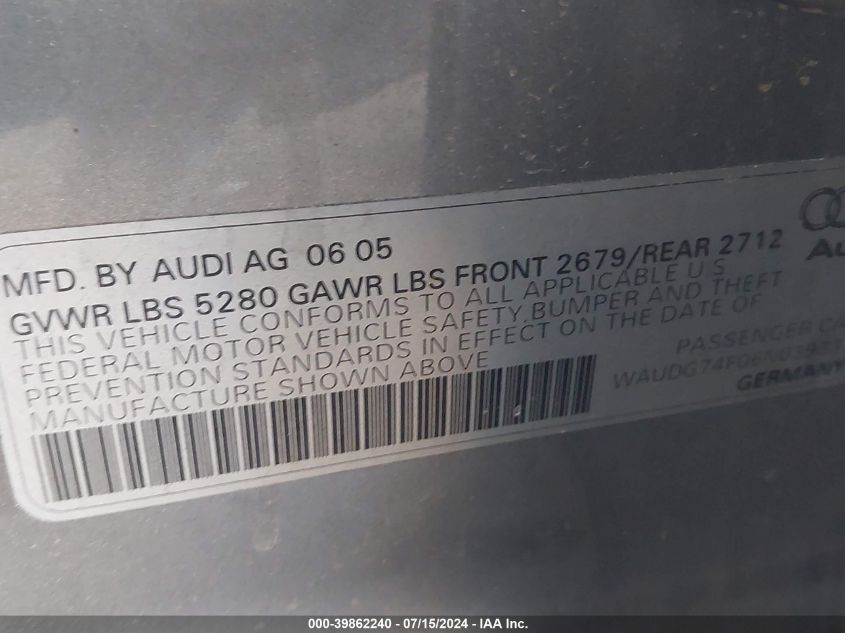 MFD. BY AUDI AG 06 05
GVWR LBS 5280 GAWR LBS FRONT 2679/REAR 2712
THIS VEHICLE CONFORMS TO ALL APPLICABLE U S
FEDERAL MOTOR VEHICLE SAFETY,BUMPER AND THEFT
PREVENTION STANDARDS IN EFFECT ON THE DATE OF
MANUFACTURE SHOWN ABOVE
Au
PASSENGER CA
GERMANY
000-39862240 - 07/15/2024 - IAA Inc.